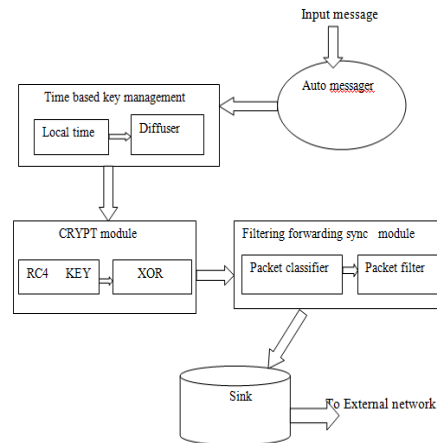 Input message
Auto messager
Time based key management
Local time
Diffuser
CRYPT module
RC4 KEY
XOR
Filtering forwarding sync module
Packet classifier
Packet filter
Sink
To External network